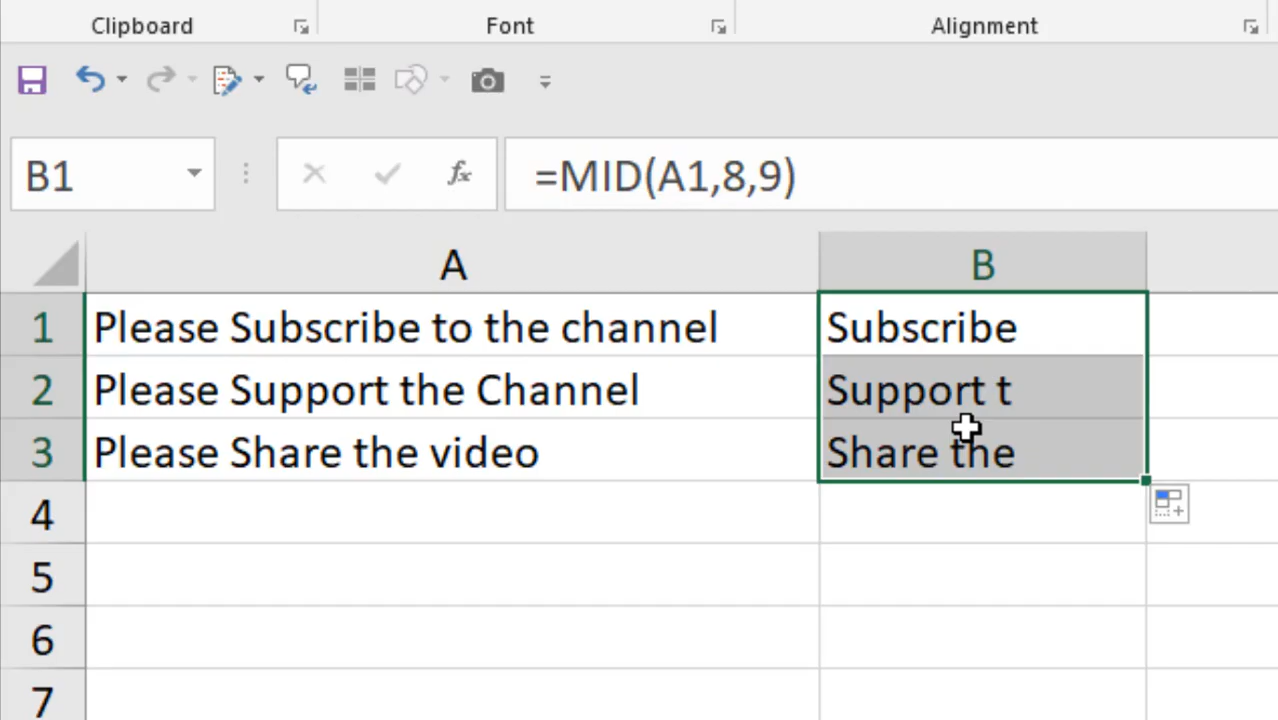 Clipboard Font Alignment
B1 fx =MID(A1,8,9)
A B
1 Please Subscribe to the channel Subscribe
2 Please Support the Channel Support t
3 Please Share the video Share the
4
5
6
7